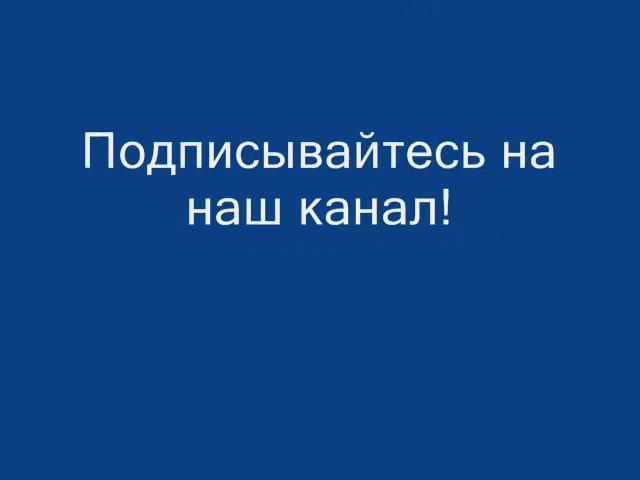 Подписывайтесь на
наш канал!